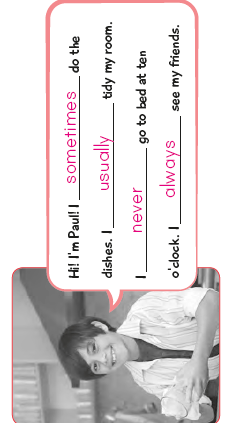 Hi! I'm Paul! I sometimes do the
dishes. I usually tidy my room.
I never go to bed at ten
o'clock. I always see my friends.